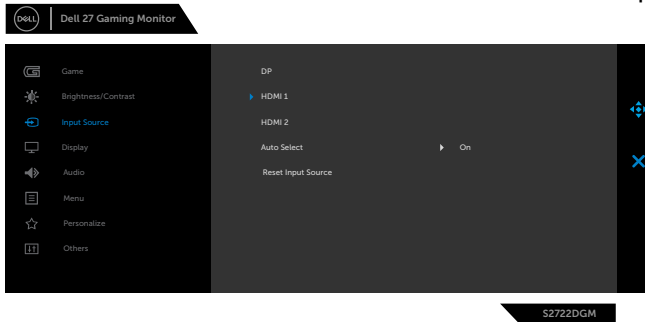 DELL
Dell 27 Gaming Monitor
Game
DP
Brightness/Contrast
HDMI 1
Input Source
HDMI 2
Display
Auto Select On
Audio
Reset Input Source
Menu
Personalize
Others
S2722DGM